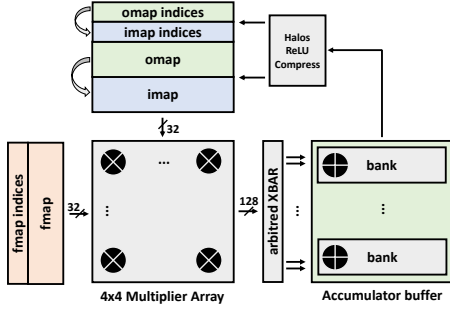 omap indices
imap indices
omap
imap
Halos
ReLU
Compress
32
fmap indices
fmap
32
...
...
4x4 Multiplier Array
128
arbitred XBAR
...
bank
...
bank
Accumulator buffer